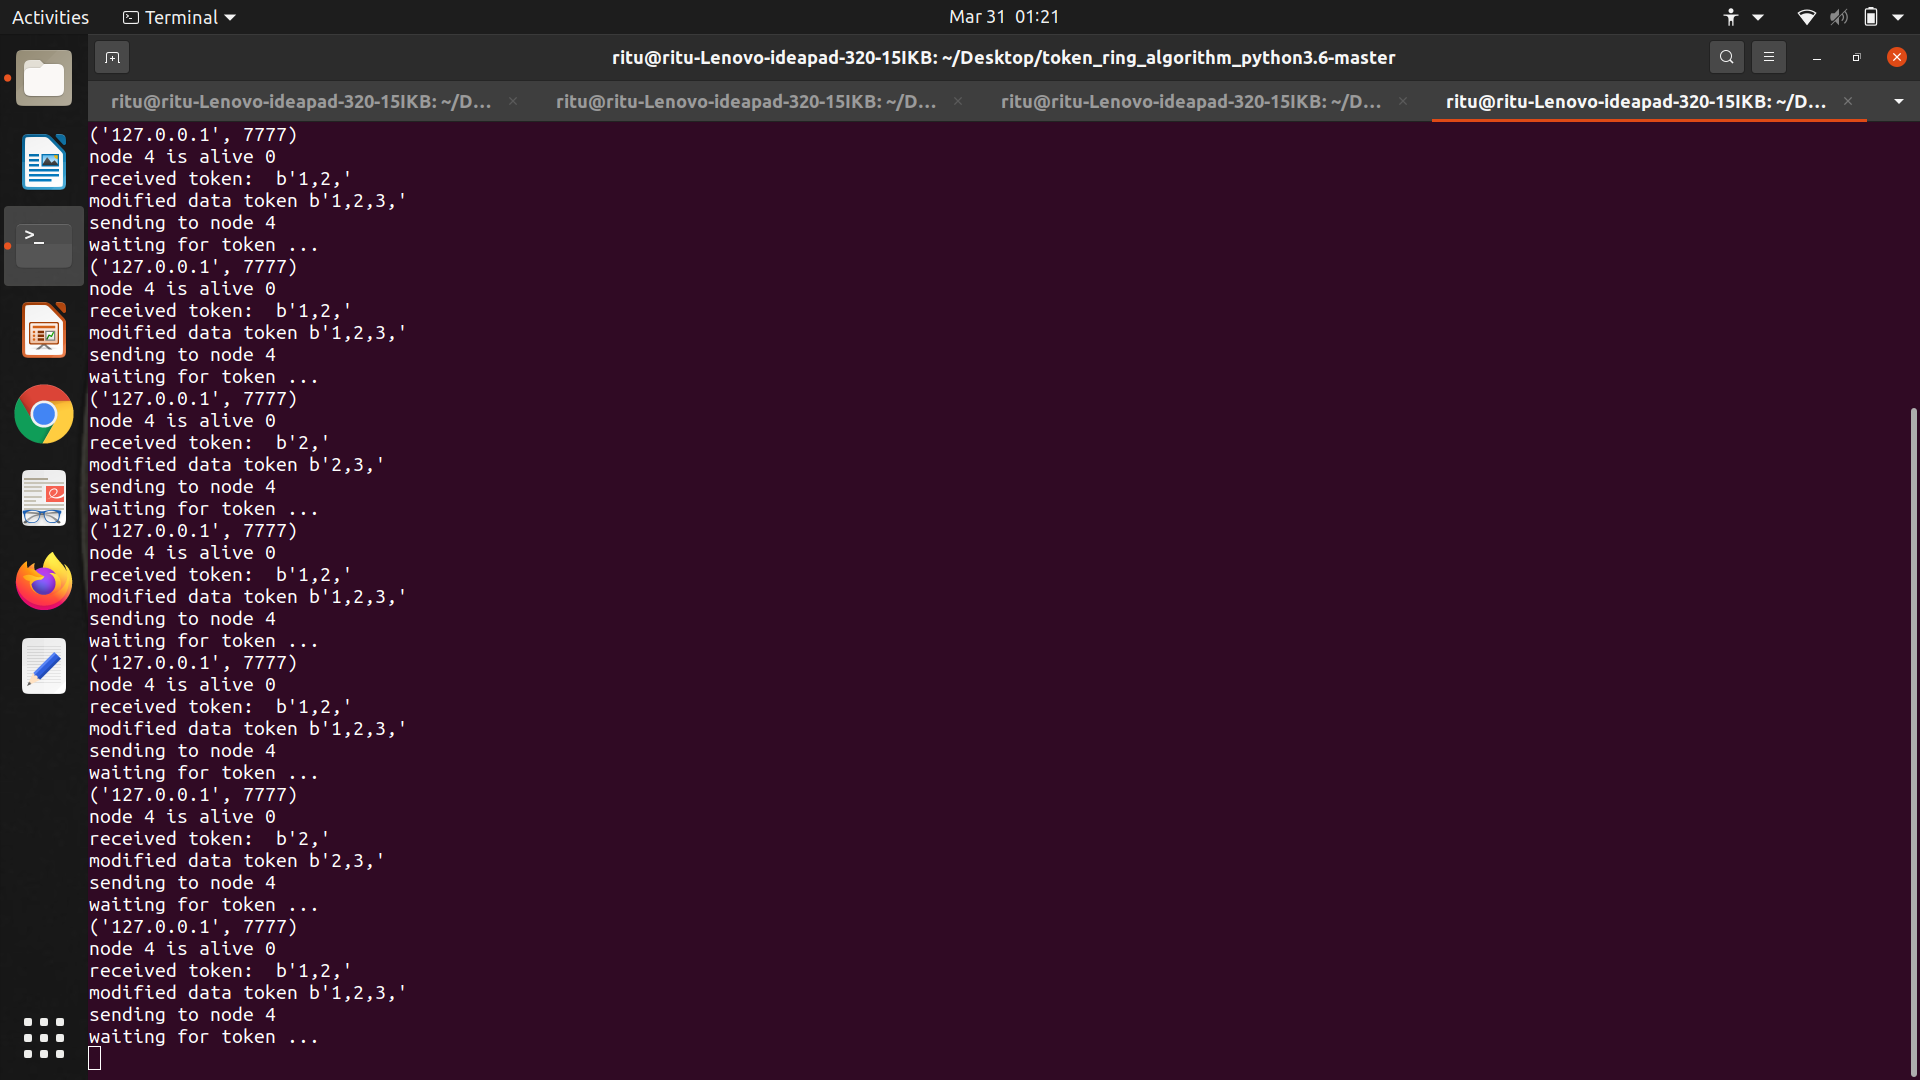 Activities Terminal Mar 31 01:21
ritu@ritu-Lenovo-ideapad-320-15IKB: ~/Desktop/token_ring_algorithm_python3.6-master
ritu@ritu-Lenovo-ideapad-320-15IKB: ~/D... ritu@ritu-Lenovo-ideapad-320-15IKB: ~/D... ritu@ritu-Lenovo-ideapad-320-15IKB: ~/D... ritu@ritu-Lenovo-ideapad-320-15IKB: ~/D...
('127.0.0.1', 7777)
node 4 is alive 0
received token:  b'1,2,'
modified data token b'1,2,3,'
sending to node 4
waiting for token ...
('127.0.0.1', 7777)
node 4 is alive 0
received token:  b'1,2,'
modified data token b'1,2,3,'
sending to node 4
waiting for token ...
('127.0.0.1', 7777)
node 4 is alive 0
received token:  b'2,'
modified data token b'2,3,'
sending to node 4
waiting for token ...
('127.0.0.1', 7777)
node 4 is alive 0
received token:  b'1,2,'
modified data token b'1,2,3,'
sending to node 4
waiting for token ...
('127.0.0.1', 7777)
node 4 is alive 0
received token:  b'1,2,'
modified data token b'1,2,3,'
sending to node 4
waiting for token ...
('127.0.0.1', 7777)
node 4 is alive 0
received token:  b'2,'
modified data token b'2,3,'
sending to node 4
waiting for token ...
('127.0.0.1', 7777)
node 4 is alive 0
received token:  b'1,2,'
modified data token b'1,2,3,'
sending to node 4
waiting for token ...